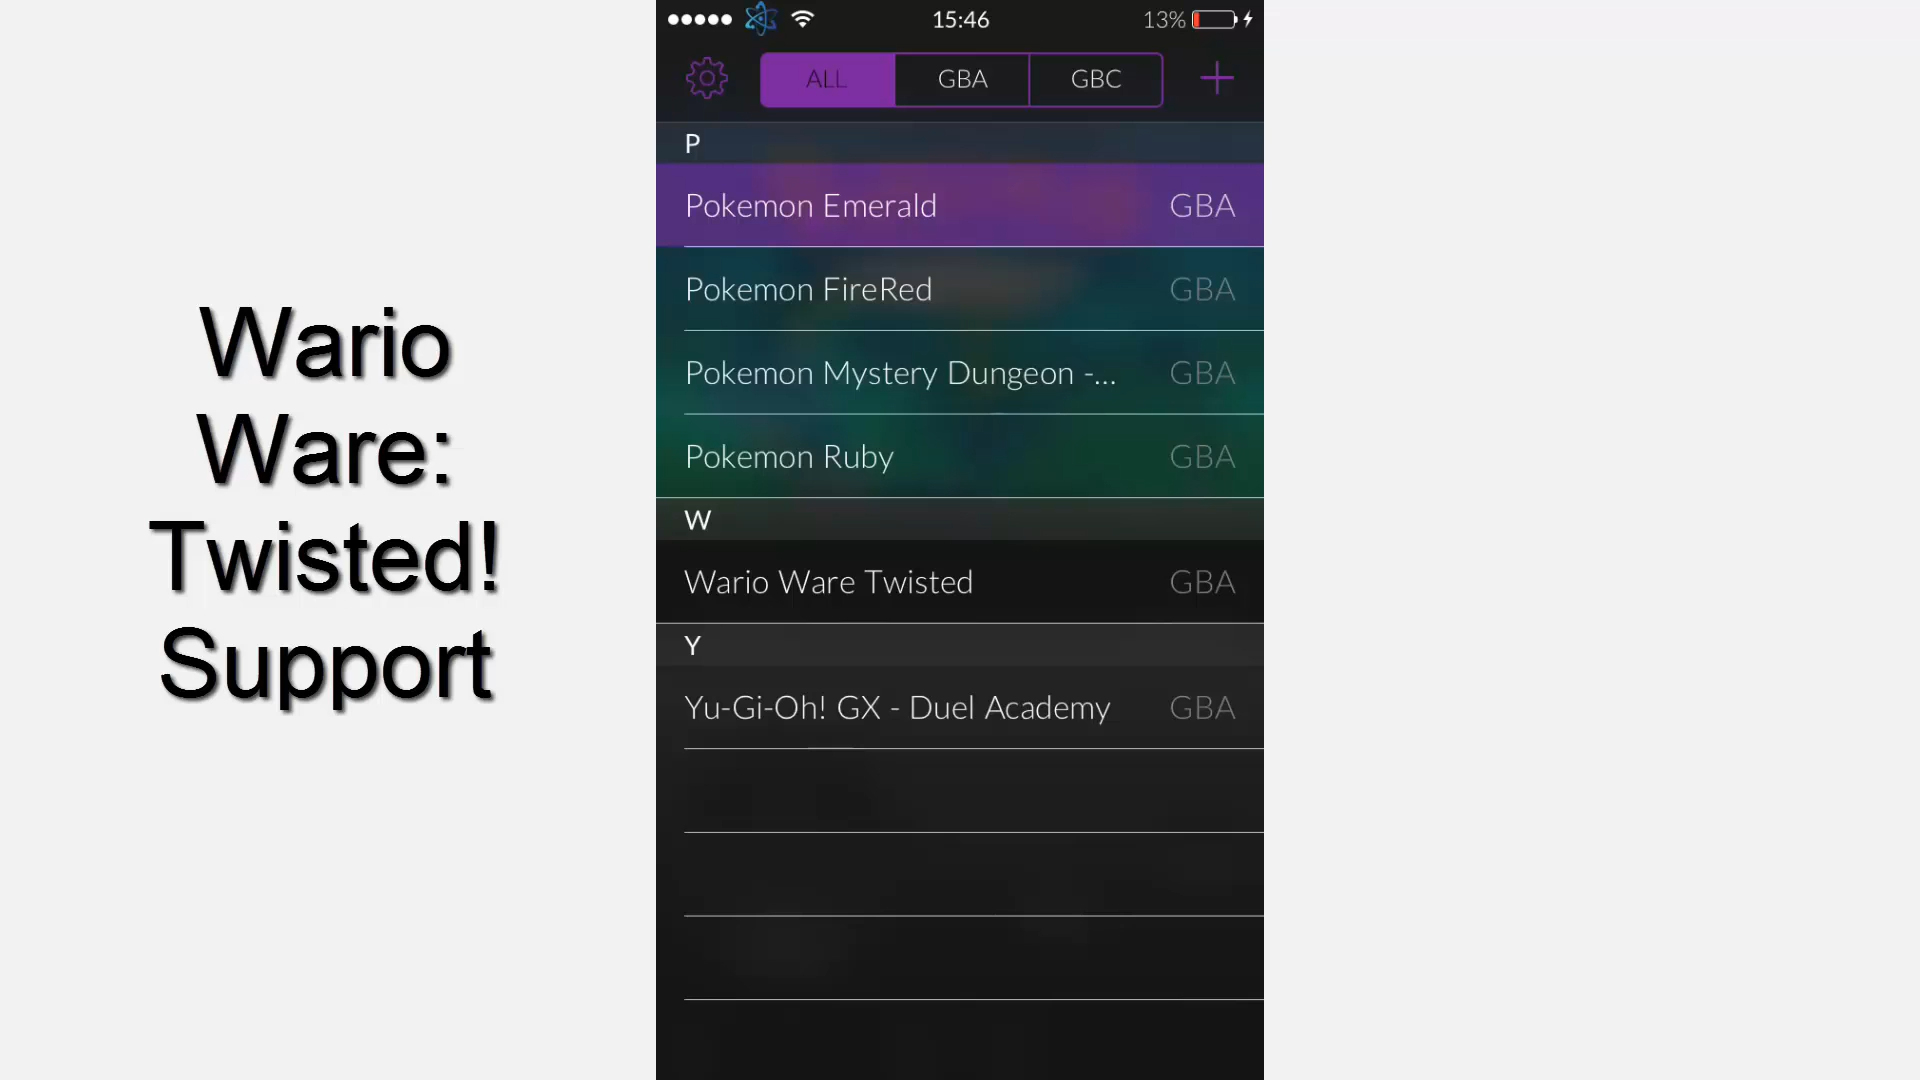 Wario
Ware:
Twisted!
Support
15:46
13%
ALL GBA GBC
P
Pokemon Emerald GBA
Pokemon FireRed GBA
Pokemon Mystery Dungeon -... GBA
Pokemon Ruby GBA
W
Wario Ware Twisted GBA
Y
Yu-Gi-Oh! GX - Duel Academy GBA